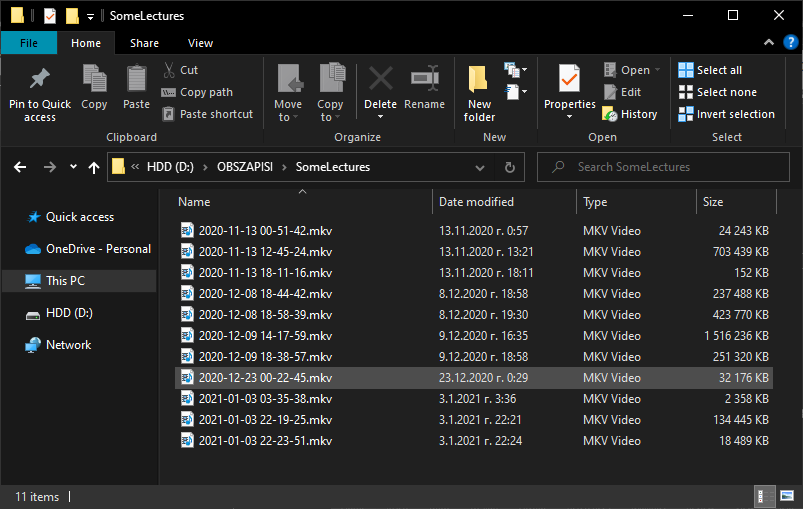 SomeLectures
File Home Share View
Pin to Quick access
Copy
Paste
Cut
Copy path
Paste shortcut
Clipboard
Move to
Copy to
Delete
Rename
Organize
New folder
New
Properties
Open
Edit
History
Open
Select all
Select none
Invert selection
Select
« HDD (D:) > OBSZAPISI > SomeLectures
Search SomeLectures
Quick access
OneDrive - Personal
This PC
HDD (D:)
Network
Name Date modified Type Size
2020-11-13 00-51-42.mkv 13.11.2020 г. 0:57 MKV Video 24 243 KB
2020-11-13 12-45-24.mkv 13.11.2020 г. 13:21 MKV Video 703 439 KB
2020-11-13 18-11-16.mkv 13.11.2020 г. 18:11 MKV Video 152 KB
2020-12-08 18-44-42.mkv 8.12.2020 г. 18:58 MKV Video 237 488 KB
2020-12-08 18-58-39.mkv 8.12.2020 г. 19:30 MKV Video 423 770 KB
2020-12-09 14-17-59.mkv 9.12.2020 г. 16:35 MKV Video 1 516 236 KB
2020-12-09 18-38-57.mkv 9.12.2020 г. 18:58 MKV Video 251 320 KB
2020-12-23 00-22-45.mkv 23.12.2020 г. 0:29 MKV Video 32 176 KB
2021-01-03 03-35-38.mkv 3.1.2021 г. 3:36 MKV Video 2 358 KB
2021-01-03 22-19-25.mkv 3.1.2021 г. 22:21 MKV Video 134 445 KB
2021-01-03 22-23-51.mkv 3.1.2021 г. 22:24 MKV Video 18 489 KB
11 items